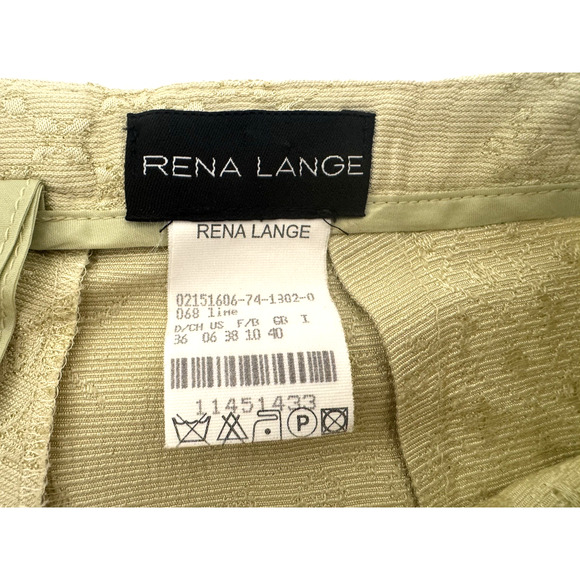 RENA LANGE
RENA LANGE
02151606-74-1302-0
068 lime
D/CH US F/B GB I
36 06 38 10 40
11451433
P